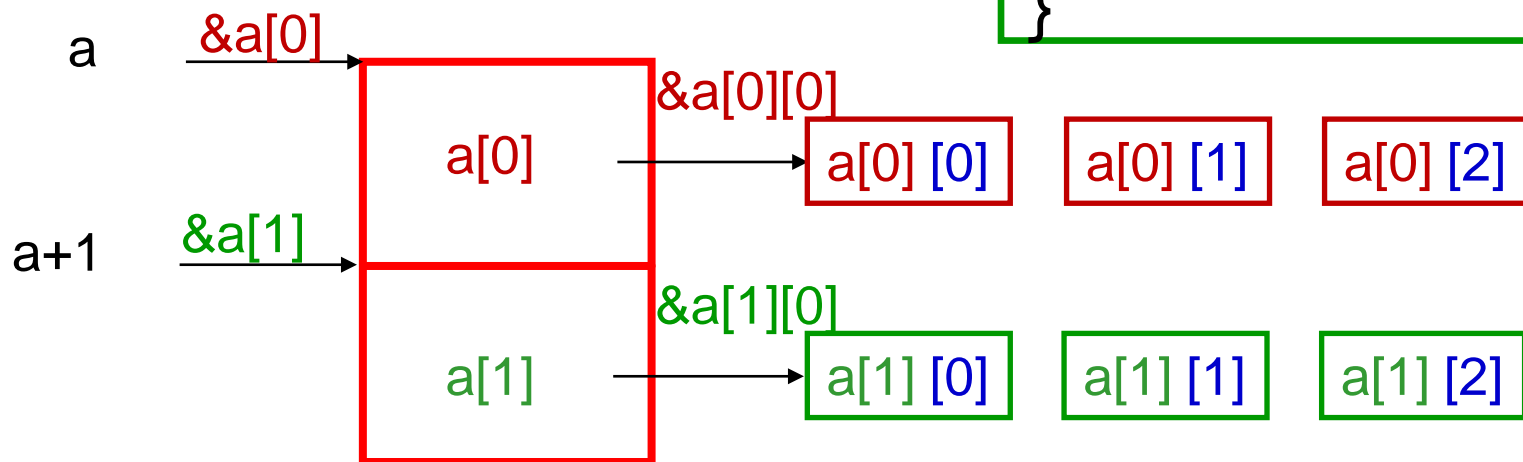 }
a &a[0]
&a[0][0]
a[0] a[0] [0] a[0] [1] a[0] [2]
a+1 &a[1]
&a[1][0]
a[1] a[1] [0] a[1] [1] a[1] [2]